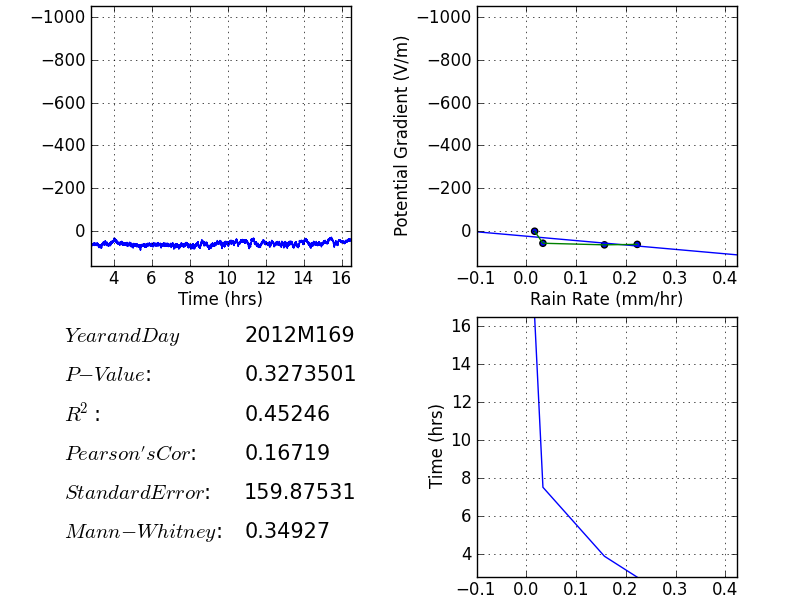 −1000
−800
−600
−400
−200
0
4 6 8 10 12 14 16
Time (hrs)
Potential Gradient (V/m)
−1000
−800
−600
−400
−200
0
−0.1 0.0 0.1 0.2 0.3 0.4
Rain Rate (mm/hr)
YearandDay 2012M169
P−Value: 0.3273501
R²: 0.45246
Pearson'sCor: 0.16719
StandardError: 159.87531
Mann−Whitney: 0.34927
Time (hrs)
16
14
12
10
8
6
4
−0.1 0.0 0.1 0.2 0.3 0.4